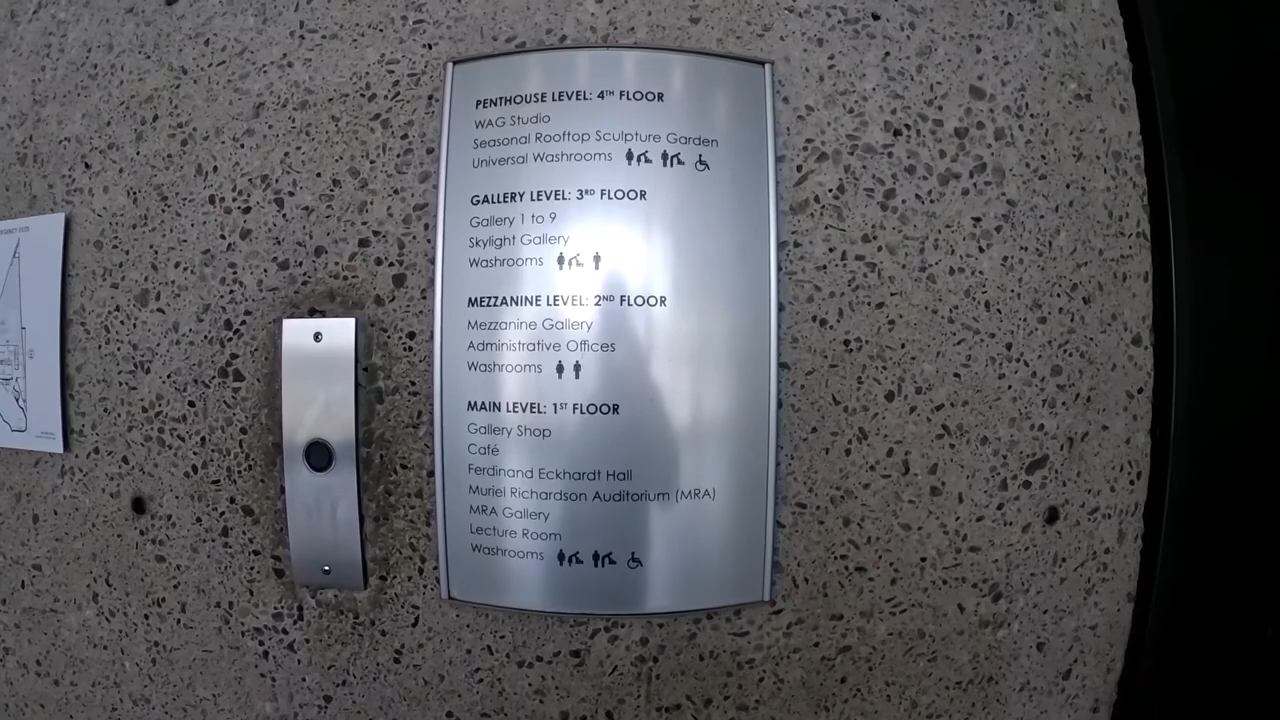 PENTHOUSE LEVEL: 4TH FLOOR
WAG Studio
Seasonal Rooftop Sculpture Garden
Universal Washrooms
GALLERY LEVEL: 3RD FLOOR
Gallery 1 to 9
Skylight Gallery
Washrooms
MEZZANINE LEVEL: 2ND FLOOR
Mezzanine Gallery
Administrative Offices
Washrooms
MAIN LEVEL: 1ST FLOOR
Gallery Shop
Café
Ferdinand Eckhardt Hall
Muriel Richardson Auditorium (MRA)
MRA Gallery
Lecture Room
Washrooms